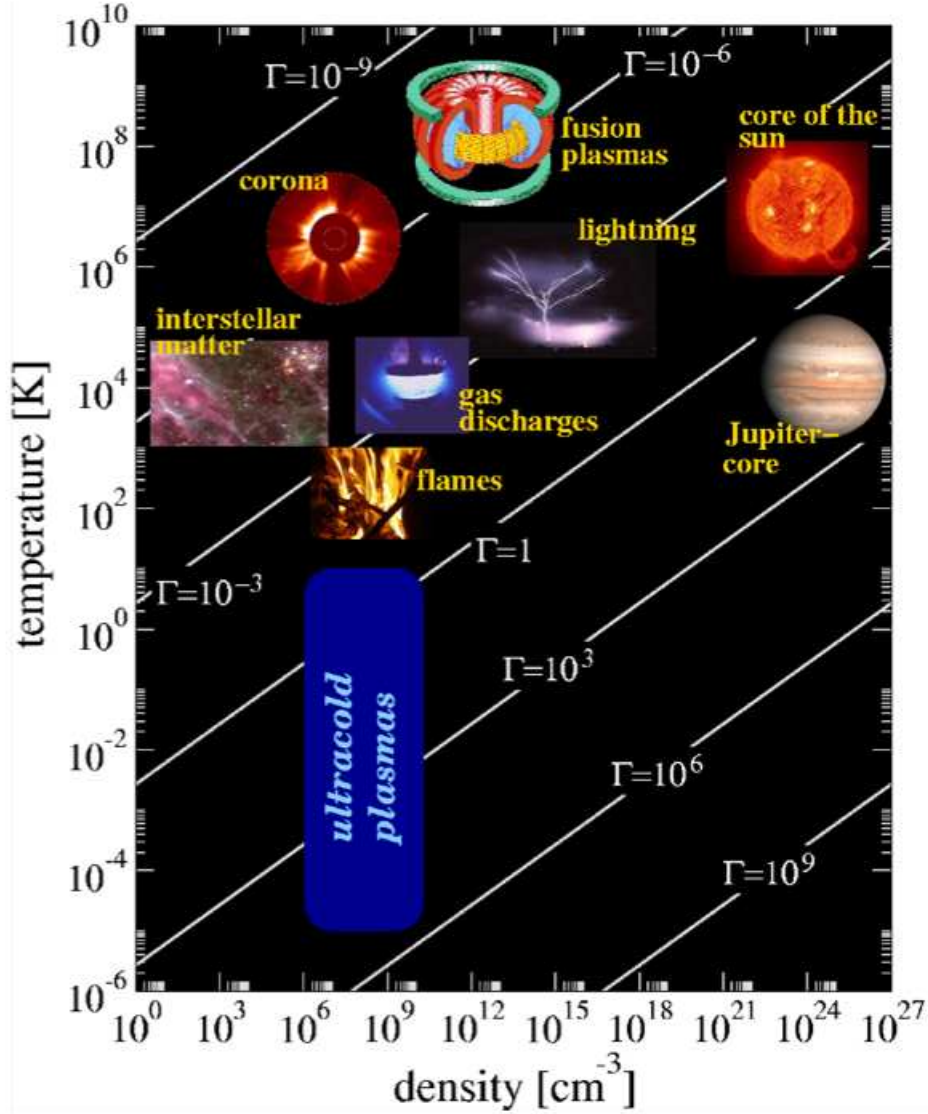 10¹⁰
Γ=10⁻⁹
Γ=10⁻⁶
core of the
sun
fusion
plasmas
10⁸
corona
lightning
10⁶
interstellar
matter
10⁴
gas
discharges
Jupiter–
core
flames
10²
Γ=1
Γ=10⁻³
10⁰
Γ=10³
ultracold
plasmas
10⁻²
Γ=10⁶
10⁻⁴
Γ=10⁹
10⁻⁶
temperature [K]
10⁰ 10³ 10⁶ 10⁹ 10¹² 10¹⁵ 10¹⁸ 10²¹ 10²⁴ 10²⁷
density [cm⁻³]